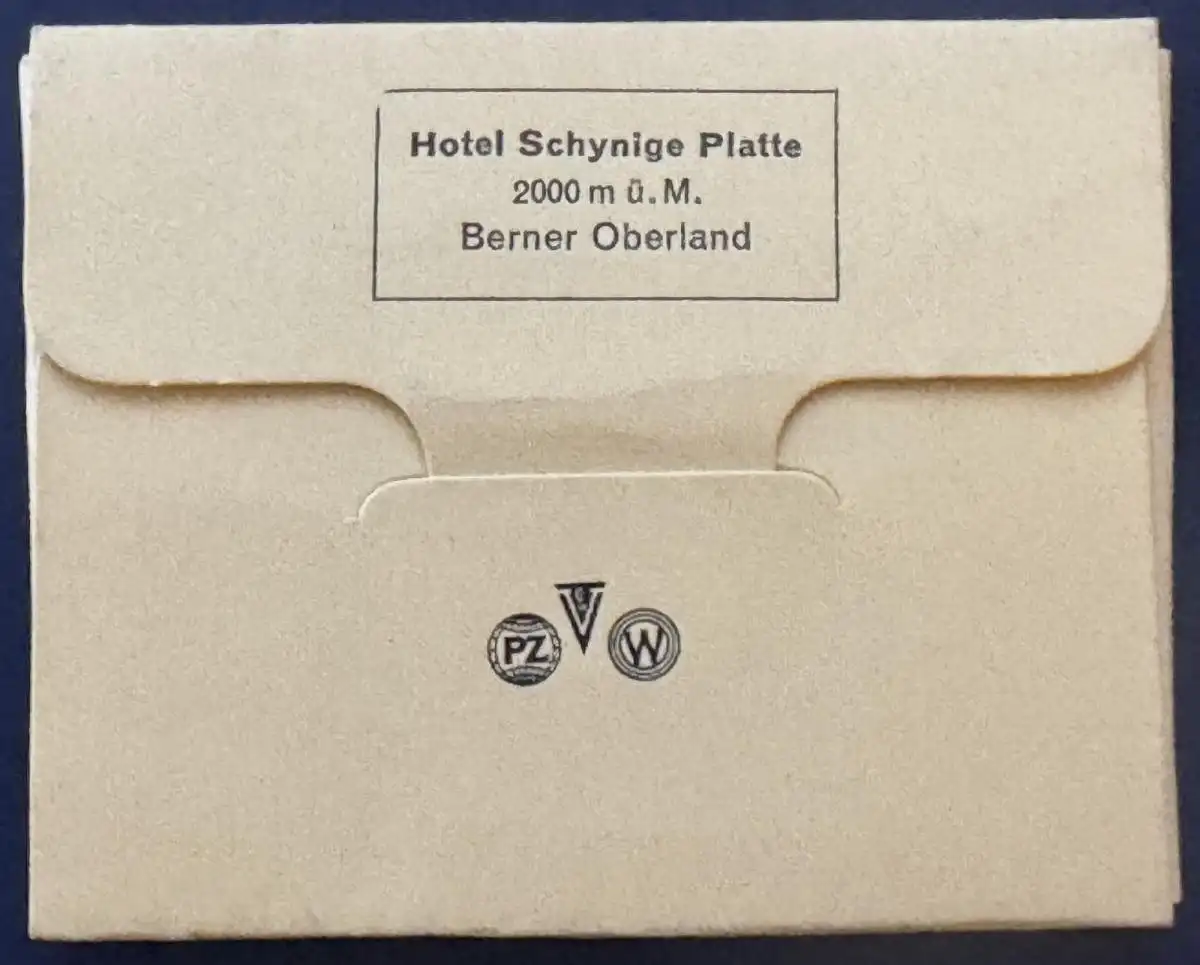 Hotel Schynige Platte
2000 m ü. M.
Berner Oberland
PZ
W